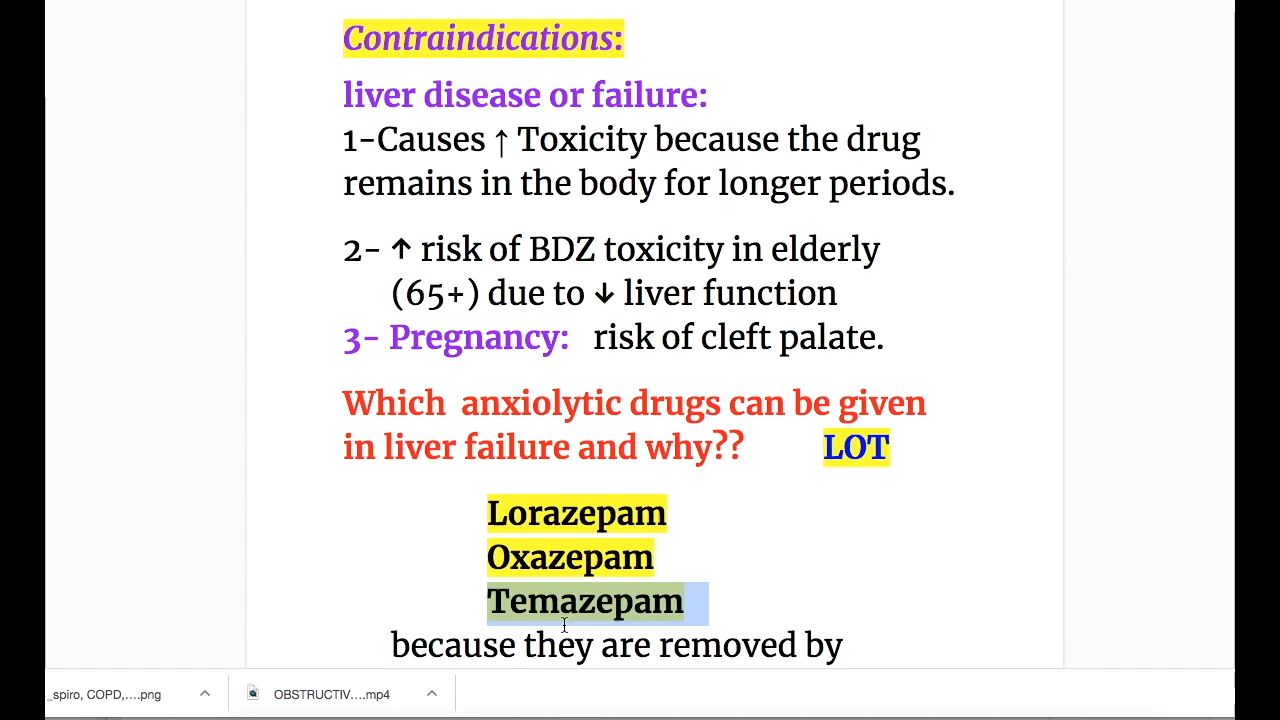 Contraindications:
liver disease or failure:
1-Causes ↑ Toxicity because the drug
remains in the body for longer periods.
2- ↑ risk of BDZ toxicity in elderly
(65+) due to ↓ liver function
3- Pregnancy: risk of cleft palate.
Which anxiolytic drugs can be given
in liver failure and why?? LOT
Lorazepam
Oxazepam
Temazepam
because they are removed by
_spiro, COPD,....png
OBSTRUCTIV....mp4